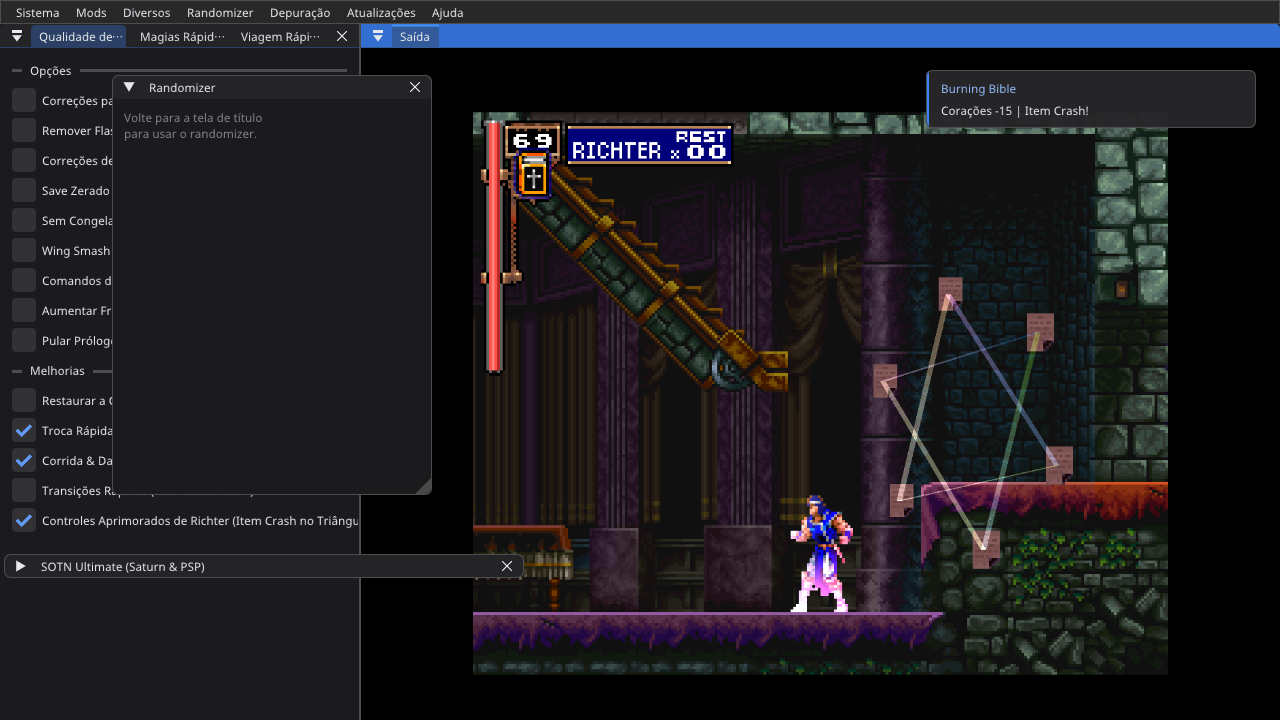 Sistema Mods Diversos Randomizer Depuração Atualizações Ajuda
Qualidade de··· Magias Rápid··· Viagem Rápi··· Saída
Opções
Correções pa
Remover Flas
Correções de
Save Zerado
Sem Congela
Wing Smash
Comandos d
Aumentar Fr
Pular Prólogo
Melhorias
Restaurar a
Troca Rápida
Corrida & Da
Transições
Controles Aprimorados de Richter (Item Crash no Triângu
Randomizer
Volte para a tela de título
para usar o randomizer.
SOTN Ultimate (Saturn & PSP)
Burning Bible
Corações -15 | Item Crash!
69
REST
RICHTER x 00